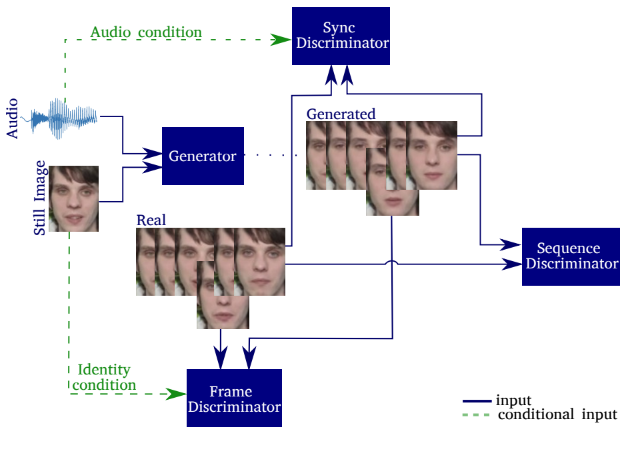 Audio condition
Sync
Discriminator
Audio
Generated
Generator
Still Image
Real
Sequence
Discriminator
Identity
condition
Frame
Discriminator
input
conditional input